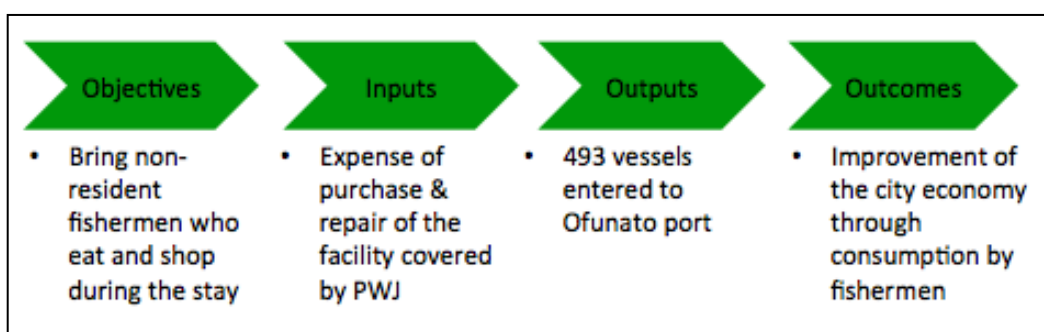 Objectives
Inputs
Outputs
Outcomes
• Bring non-
resident
fishermen who
eat and shop
during the stay
• Expense of
purchase &
repair of the
facility covered
by PWJ
• 493 vessels
entered to
Ofunato port
• Improvement of
the city economy
through
consumption by
fishermen